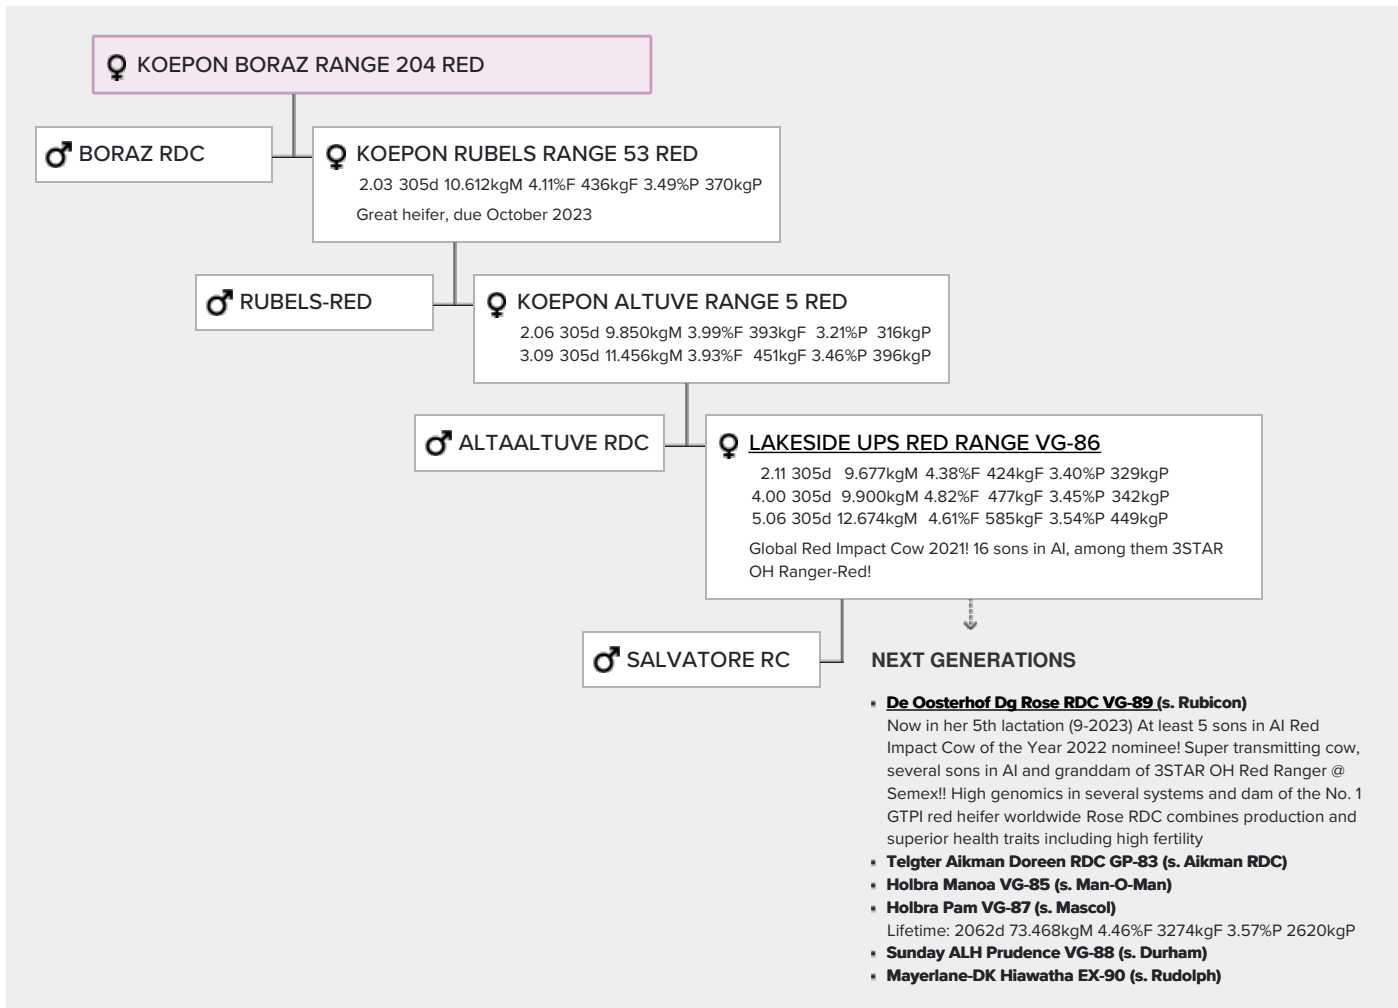 KOEPON BORAZ RANGE 204 RED
BORAZ RDC
KOEPON RUBELS RANGE 53 RED
2.03 305d 10.612kgM 4.11%F 436kgF 3.49%P 370kgP
Great heifer, due October 2023
RUBELS-RED
KOEPON ALTUVE RANGE 5 RED
2.06 305d 9.850kgM 3.99%F 393kgF 3.21%P 316kgP
3.09 305d 11.456kgM 3.93%F 451kgF 3.46%P 396kgP
ALTAALTUVE RDC
LAKESIDE UPS RED RANGE VG-86
2.11 305d 9.677kgM 4.38%F 424kgF 3.40%P 329kgP
4.00 305d 9.900kgM 4.82%F 477kgF 3.45%P 342kgP
5.06 305d 12.674kgM 4.61%F 585kgF 3.54%P 449kgP
Global Red Impact Cow 2021! 16 sons in AI, among them 3STAR
OH Ranger-Red!
SALVATORE RC
NEXT GENERATIONS
De Oosterhof Dg Rose RDC VG-89 (s. Rubicon)
Now in her 5th lactation (9-2023) At least 5 sons in AI Red
Impact Cow of the Year 2022 nominee! Super transmitting cow,
several sons in AI and granddam of 3STAR OH Red Ranger @
Semex!! High genomics in several systems and dam of the No. 1
GTPI red heifer worldwide Rose RDC combines production and
superior health traits including high fertility
Telgter Aikman Doreen RDC GP-83 (s. Aikman RDC)
Holbra Manoa VG-85 (s. Man-O-Man)
Holbra Pam VG-87 (s. Mascol)
Lifetime: 2062d 73.468kgM 4.46%F 3274kgF 3.57%P 2620kgP
Sunday ALH Prudence VG-88 (s. Durham)
Mayerlane-DK Hiawatha EX-90 (s. Rudolph)